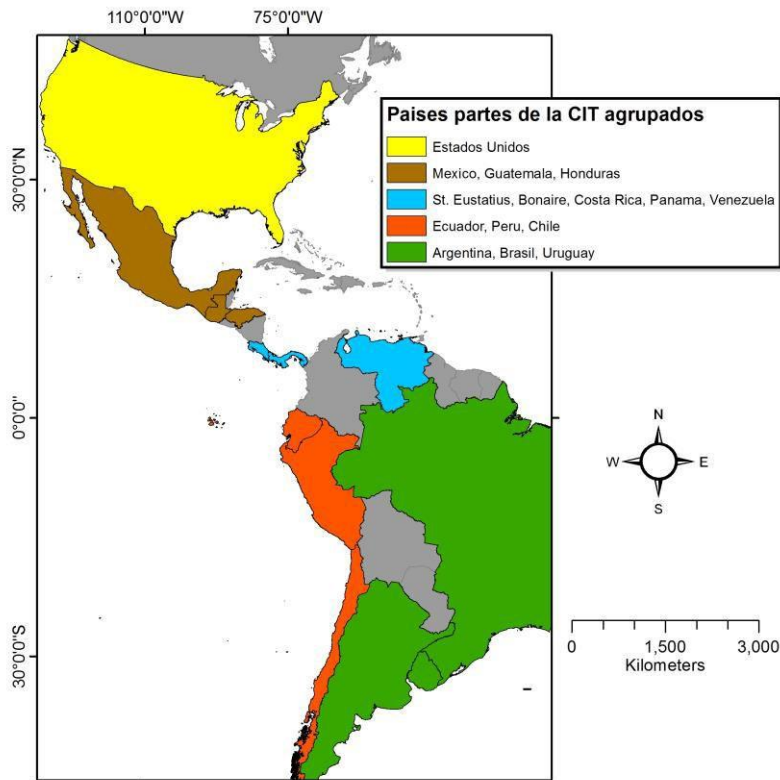 110°0'0"W 75°0'0"W
Paises partes de la CIT agrupados
Estados Unidos
Mexico, Guatemala, Honduras
St. Eustatius, Bonaire, Costa Rica, Panama, Venezuela
Ecuador, Peru, Chile
Argentina, Brasil, Uruguay
30°0'0"N
0°0'0"
30°0'0"S
N
W E
S
0 1,500 3,000
Kilometers